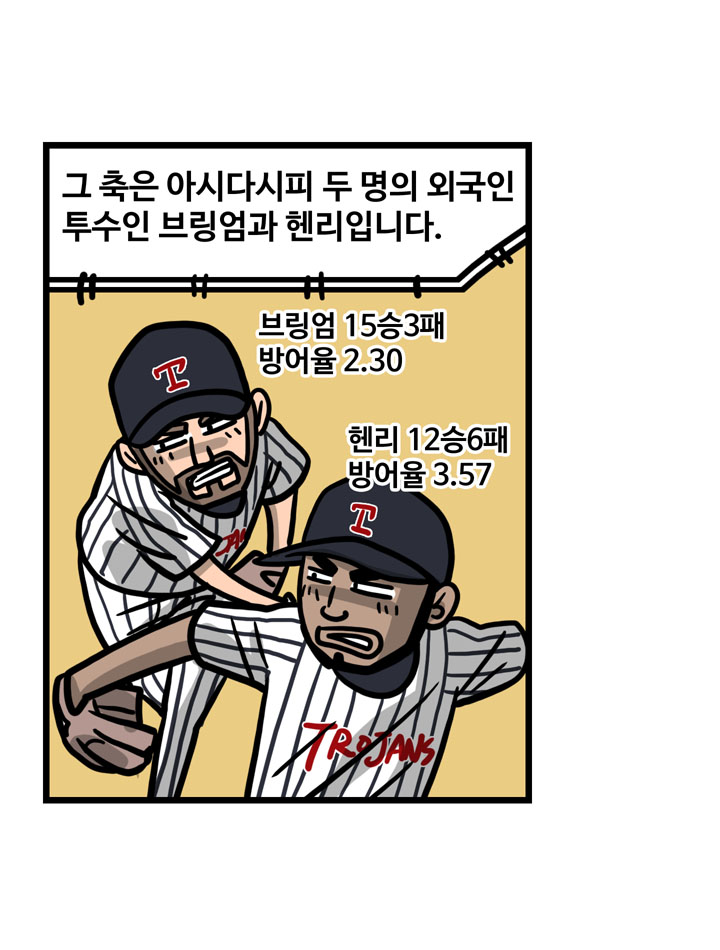 그 축은 아시다시피 두 명의 외국인
투수인 브링엄과 헨리입니다.
브링엄 15승3패
방어율 2.30
T
헨리 12승6패
방어율 3.57
T
JAN
TROJANS